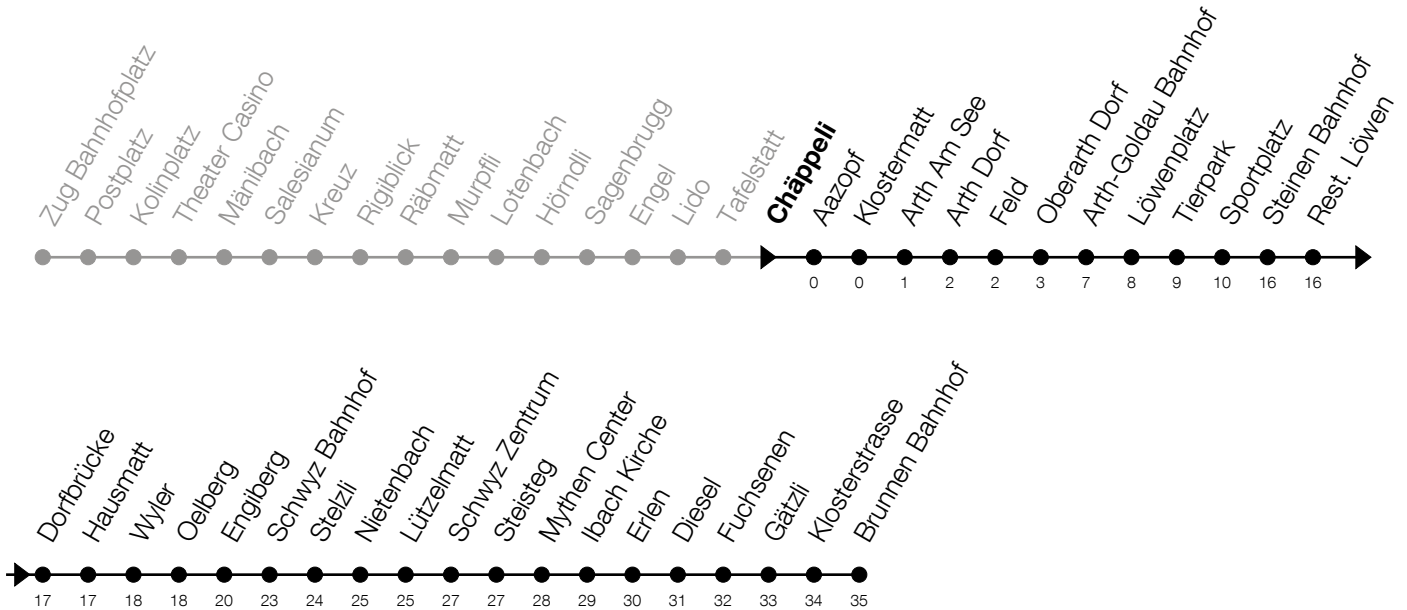 Zug Bahnhofplatz
Postplatz
Kolinplatz
Theater Casino
Mänibach
Salesianum
Kreuz
Rigiblick
Räbmatt
Murpfli
Lotenbach
Hörndli
Sagenbrugg
Engel
Lido
Tafelstatt
Chäppeli
Aazopf
Klostermatt
Arth Am See
Arth Dorf
Feld
Oberarth Dorf
Arth-Goldau Bahnhof
Löwenplatz
Tierpark
Sportplatz
Steinen Bahnhof
Rest. Löwen
0 0 1 2 2 3 7 8 9 10 16 16
Dorfbrücke
Hausmatt
Wyler
Oelberg
Engiberg
Schwyz Bahnhof
Stelzli
Nietenbach
Lützelmatt
Schwyz Zentrum
Steisteg
Mythen Center
Ibach Kirche
Erlen
Diesel
Fuchsenen
Gätzli
Klosterstrasse
Brunnen Bahnhof
17 17 18 18 20 23 24 25 25 27 27 28 29 30 31 32 33 34 35